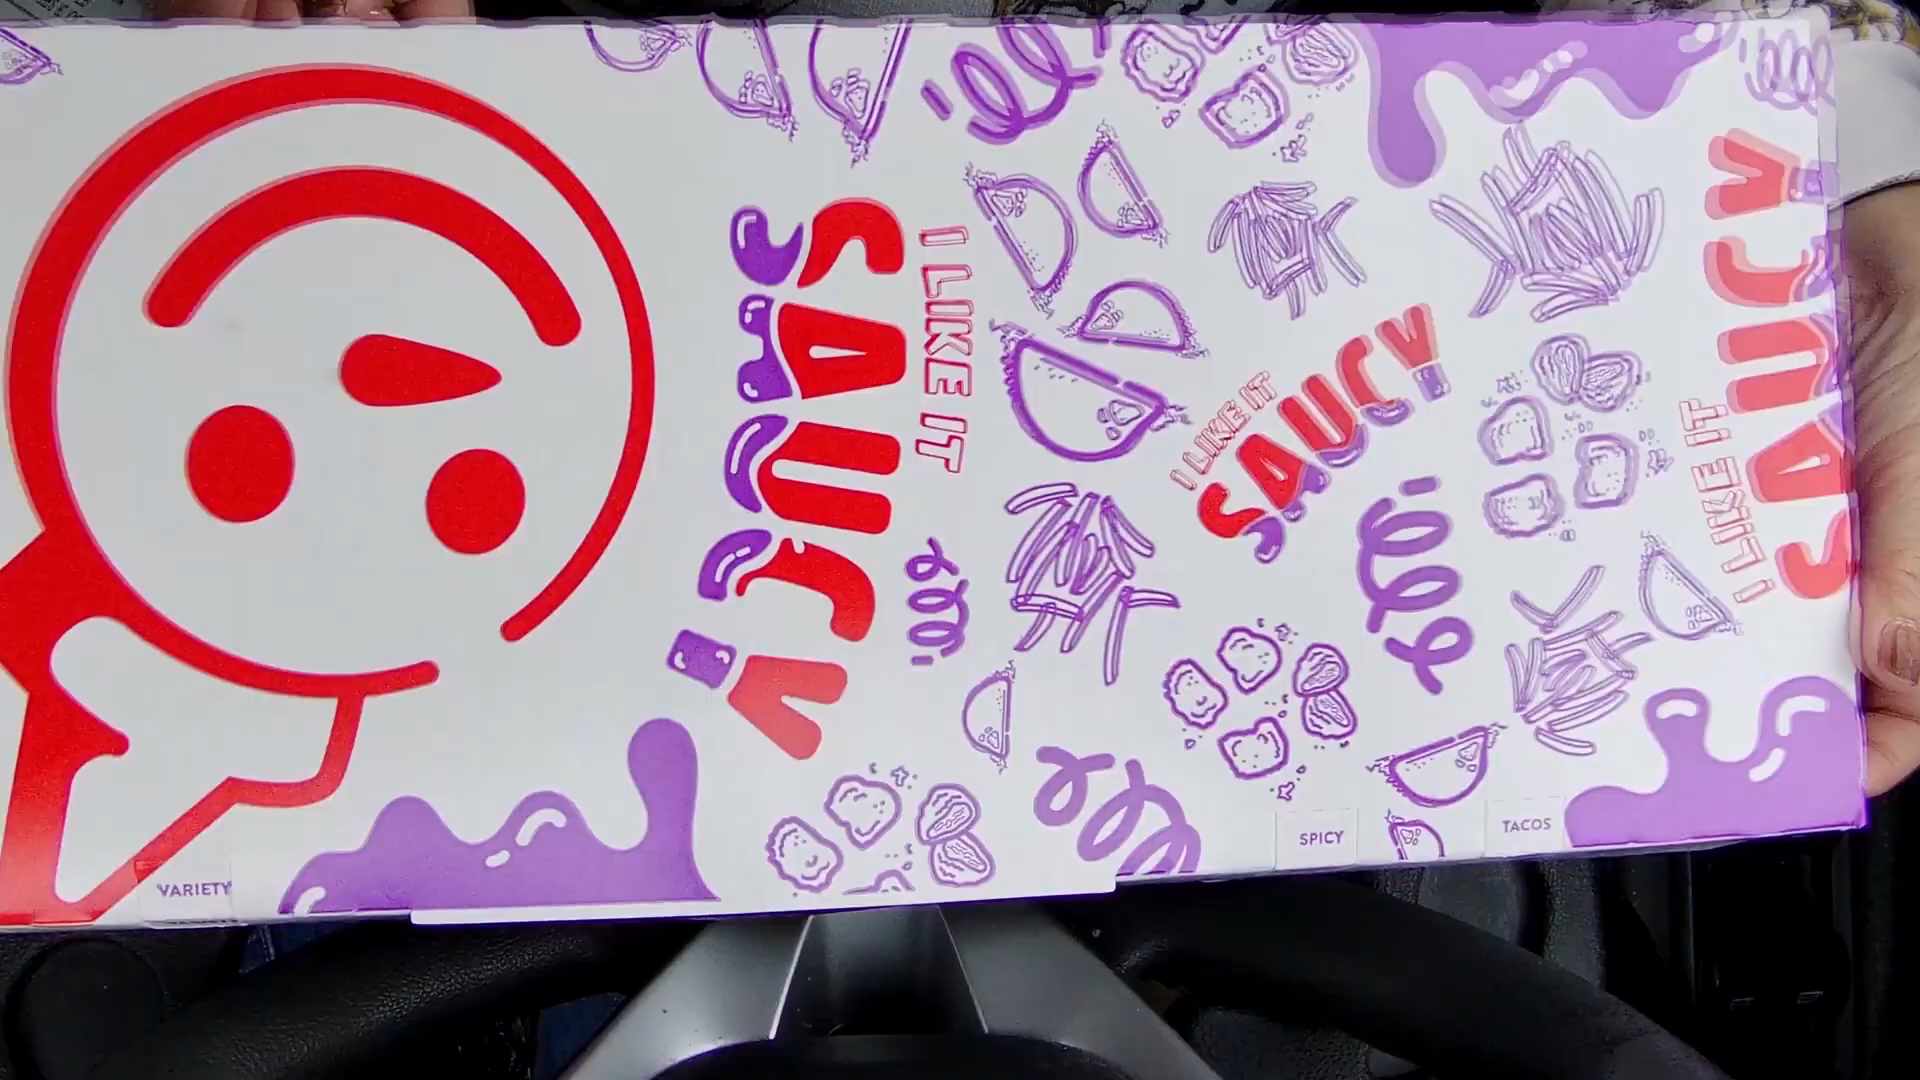 I LIKE IT
SAUCY
I LIKE IT
SAUCY
I LIKE IT
SAUCY
VARIETY
SPICY
TACOS